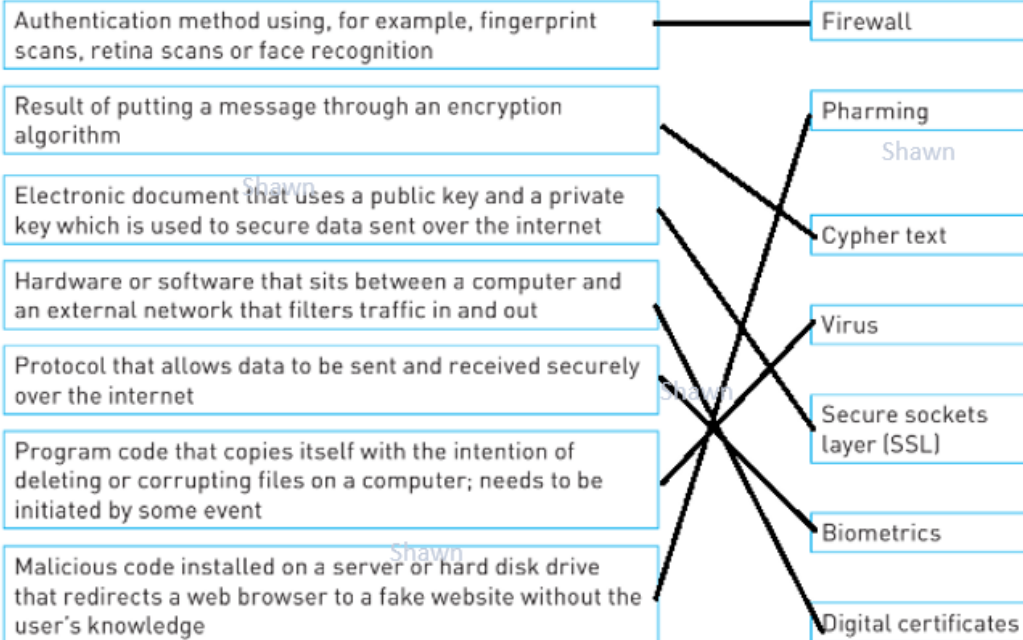 Authentication method using, for example, fingerprint
scans, retina scans or face recognition
Result of putting a message through an encryption
algorithm
Electronic document that uses a public key and a private
key which is used to secure data sent over the internet
Hardware or software that sits between a computer and
an external network that filters traffic in and out
Protocol that allows data to be sent and received securely
over the internet
Program code that copies itself with the intention of
deleting or corrupting files on a computer; needs to be
initiated by some event
Malicious code installed on a server or hard disk drive
that redirects a web browser to a fake website without the
user's knowledge
Firewall
Pharming
Cypher text
Virus
Secure sockets
layer (SSL)
Biometrics
Digital certificates
Shawn
Shawn
Shawn
Shawn